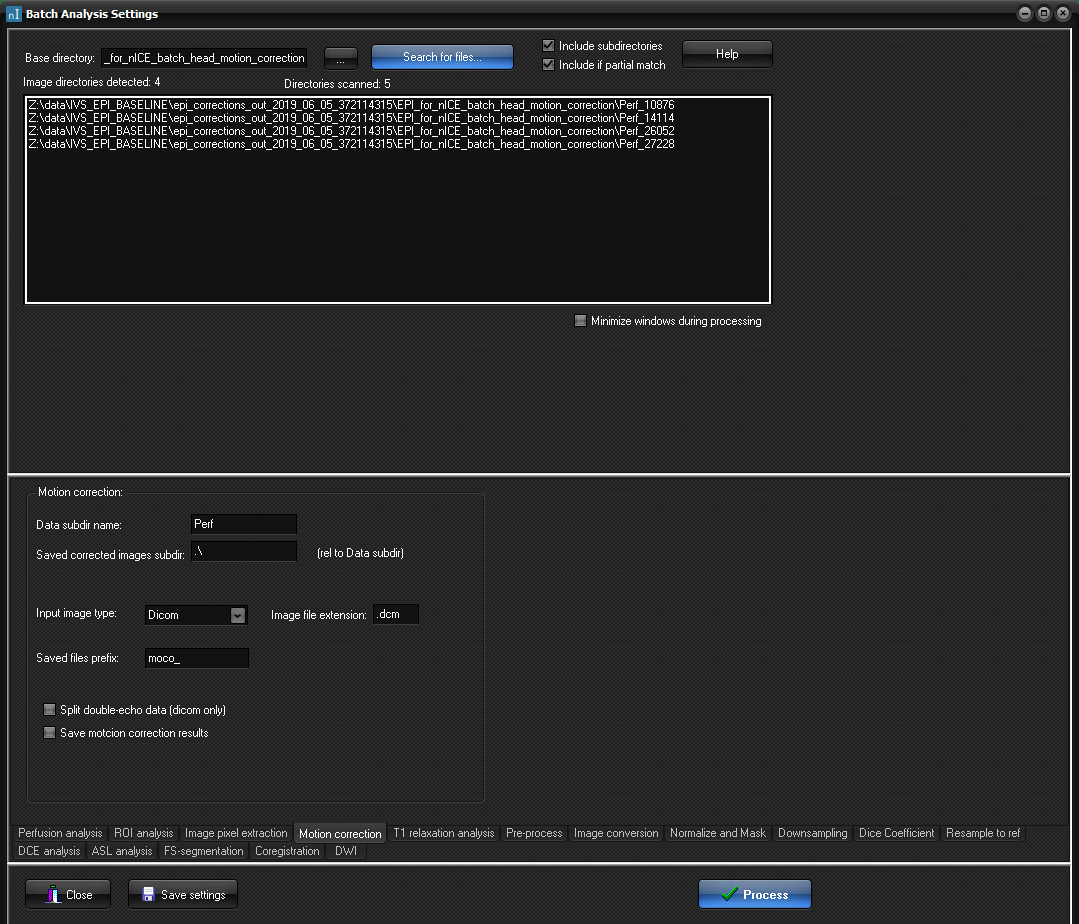 nI Batch Analysis Settings
Base directory: _for_nICE_batch_head_motion_correction ... Search for files... Include subdirectories Help
Include if partial match
Image directories detected: 4 Directories scanned: 5
Z:\data\IVS_EPI_BASELINE\epi_corrections_out_2019_06_05_372114315\EPI_for_nICE_batch_head_motion_correction\Perf_10876
Z:\data\IVS_EPI_BASELINE\epi_corrections_out_2019_06_05_372114315\EPI_for_nICE_batch_head_motion_correction\Perf_14114
Z:\data\IVS_EPI_BASELINE\epi_corrections_out_2019_06_05_372114315\EPI_for_nICE_batch_head_motion_correction\Perf_26052
Z:\data\IVS_EPI_BASELINE\epi_corrections_out_2019_06_05_372114315\EPI_for_nICE_batch_head_motion_correction\Perf_27228
Minimize windows during processing
Motion correction:
Data subdir name: Perf
Saved corrected images subdir: .\ (rel to Data subdir)
Input image type: Dicom Image file extension: .dcm
Saved files prefix: moco_
Split double-echo data (dicom only)
Save motcion correction results
Perfusion analysis ROI analysis Image pixel extraction Motion correction T1 relaxation analysis Pre-process Image conversion Normalize and Mask Downsampling Dice Coefficient Resample to ref
DCE analysis ASL analysis FS-segmentation Coregistration DWI
Close Save settings Process